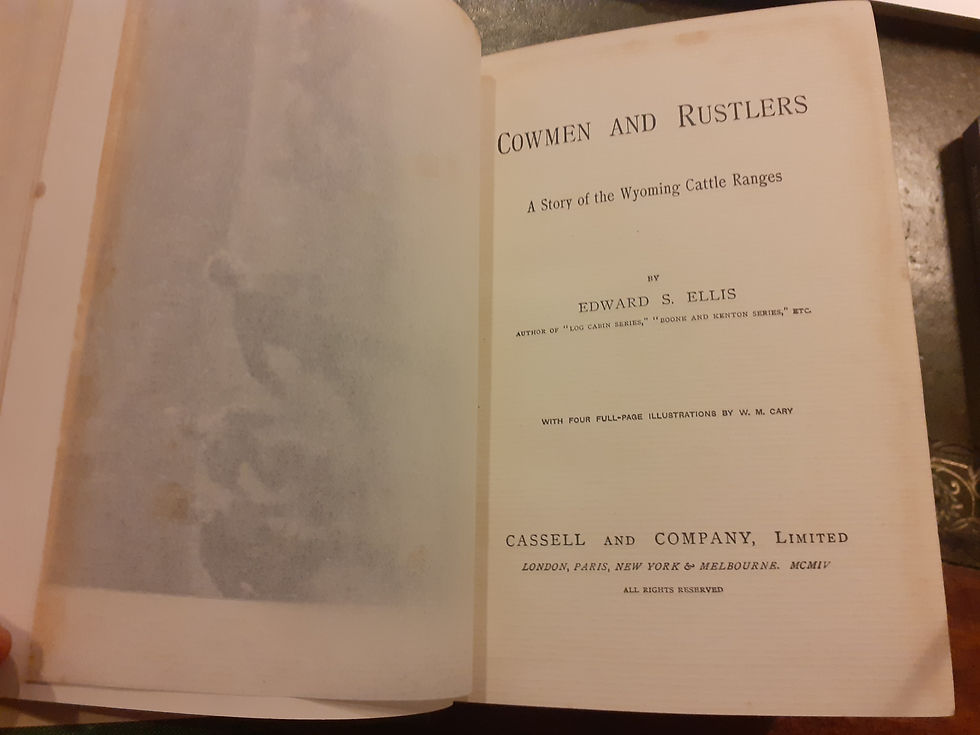 COWMEN AND RUSTLERS
A Story of the Wyoming Cattle Ranges
BY
EDWARD S. ELLIS
AUTHOR OF "LOG CABIN SERIES," "BOONE AND KENTON SERIES," ETC.
WITH FOUR FULL-PAGE ILLUSTRATIONS BY W. M. CARY
CASSELL AND COMPANY, LIMITED
LONDON, PARIS, NEW YORK & MELBOURNE. MCMIV
ALL RIGHTS RESERVED